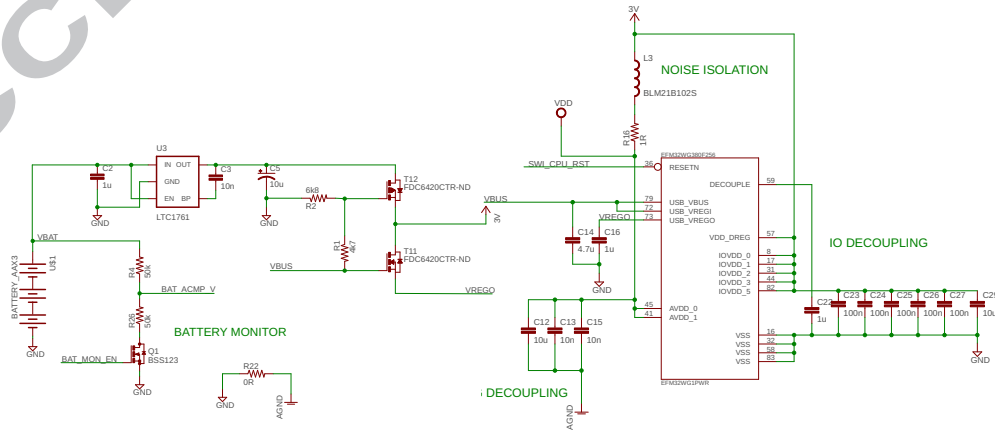 3V
L3
NOISE ISOLATION
BLM21B102S
VDD
R16
1R
EFM32WG380F256
SWI_CPU_RST
36
RESETN
DECOUPLE
59
VBUS
79
USB_VBUS
72
USB_VREGI
VREGO
73
USB_VREGO
3V
VDD_DREG
57
IO DECOUPLING
IOVDD_0
8
IOVDD_1
17
IOVDD_2
31
IOVDD_3
44
IOVDD_5
82
C14
4.7u
C16
1u
GND
45
AVDD_0
41
AVDD_1
C22
1u
C23
100n
C24
100n
C25
100n
C26
100n
C27
100n
10u
VSS
16
VSS
32
VSS
58
VSS
83
GND
EFM32WG1PWR
C12
10u
C13
10n
C15
10n
DECOUPLING
AGND
U3
IN OUT
GND
EN BP
LTC1761
C2
1u
GND
C3
10n
C5
10u
GND
6k8
R2
T12
FDC6420CTR-ND
R1
4k7
T11
FDC6420CTR-ND
VBUS
VREGO
VBAT
BATTERY_AAX3
U$1
GND
R4
50k
BAT_ACMP_V
R26
50k
BATTERY MONITOR
BAT_MON_EN
Q1
BSS123
GND
R22
0R
GND
AGND